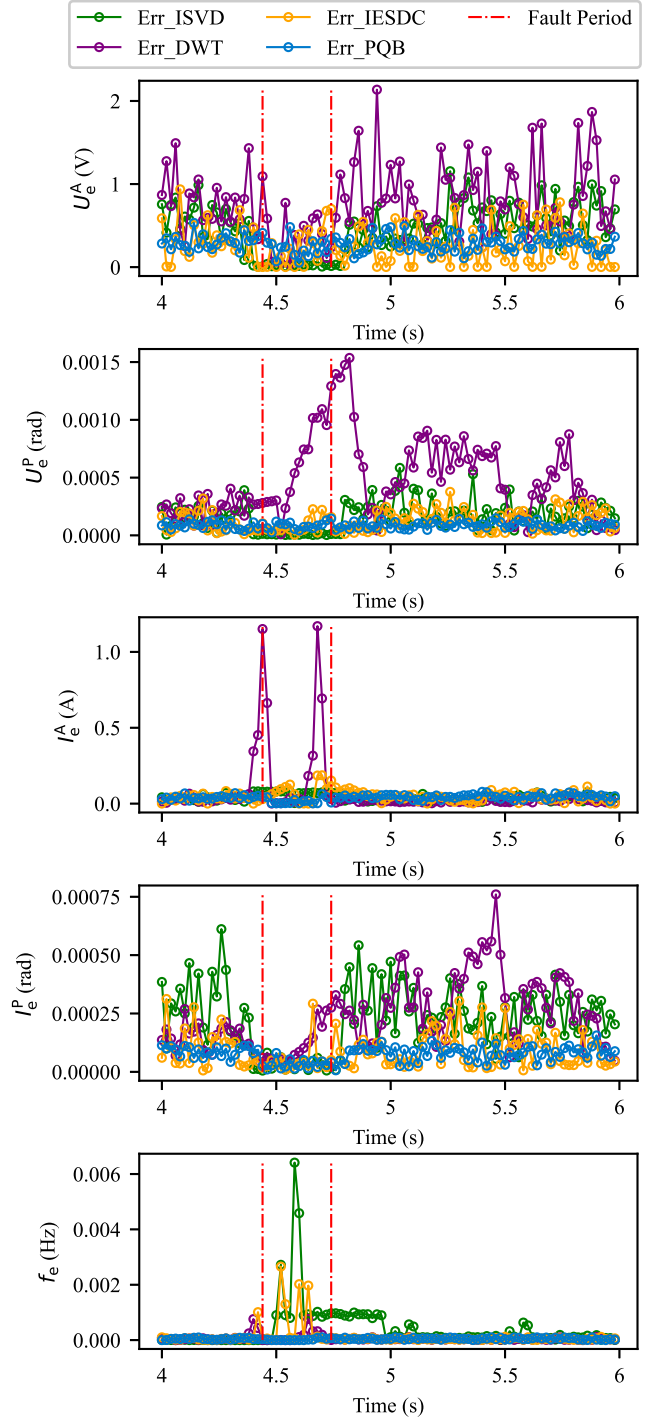 Err_ISVD Err_IESDC Fault Period
Err_DWT Err_PQB
U_e^A (V)
2
1
0
4 4.5 5 5.5 6
Time (s)
U_e^P (rad)
0.0015
0.0010
0.0005
0.0000
4 4.5 5 5.5 6
Time (s)
I_e^A (A)
1.0
0.5
0.0
4 4.5 5 5.5 6
Time (s)
I_e^P (rad)
0.00075
0.00050
0.00025
0.00000
4 4.5 5 5.5 6
Time (s)
f_e (Hz)
0.006
0.004
0.002
0.000
4 4.5 5 5.5 6
Time (s)